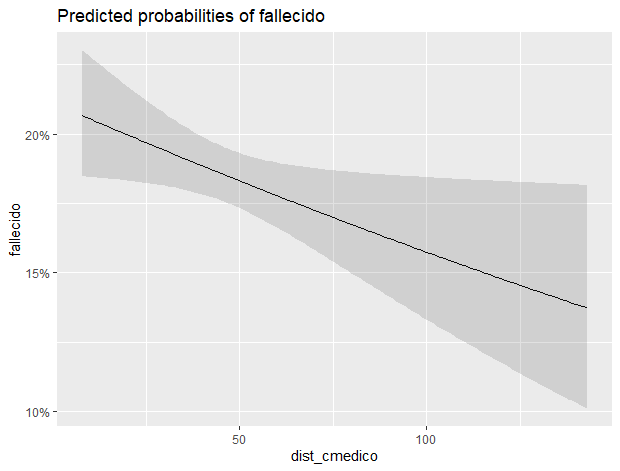 Predicted probabilities of fallecido
20%
15%
10%
fallecido
50
100
dist_cmedico